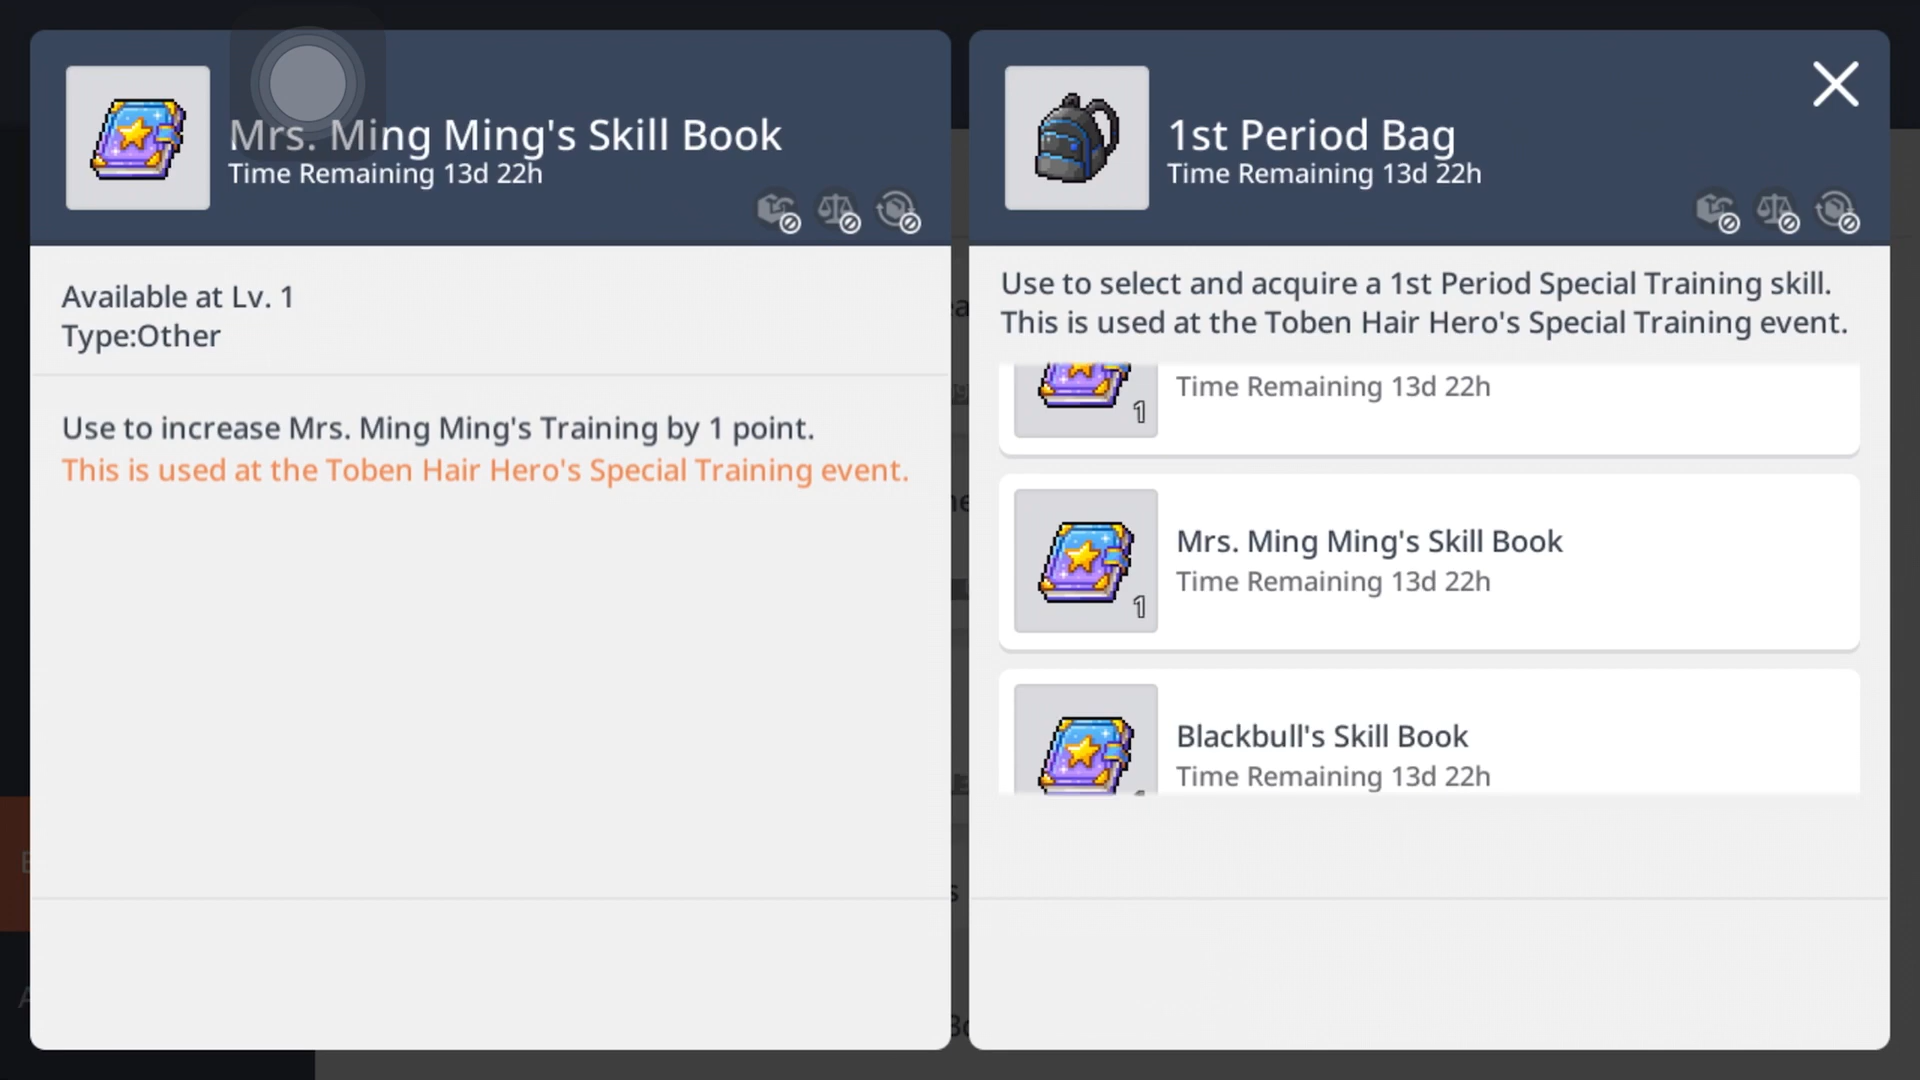 Mrs. Ming Ming's Skill Book
Time Remaining 13d 22h
Available at Lv. 1
Type:Other
Use to increase Mrs. Ming Ming's Training by 1 point.
This is used at the Toben Hair Hero's Special Training event.
1st Period Bag
Time Remaining 13d 22h
Use to select and acquire a 1st Period Special Training skill.
This is used at the Toben Hair Hero's Special Training event.
Time Remaining 13d 22h
1
Mrs. Ming Ming's Skill Book
Time Remaining 13d 22h
1
Blackbull's Skill Book
Time Remaining 13d 22h